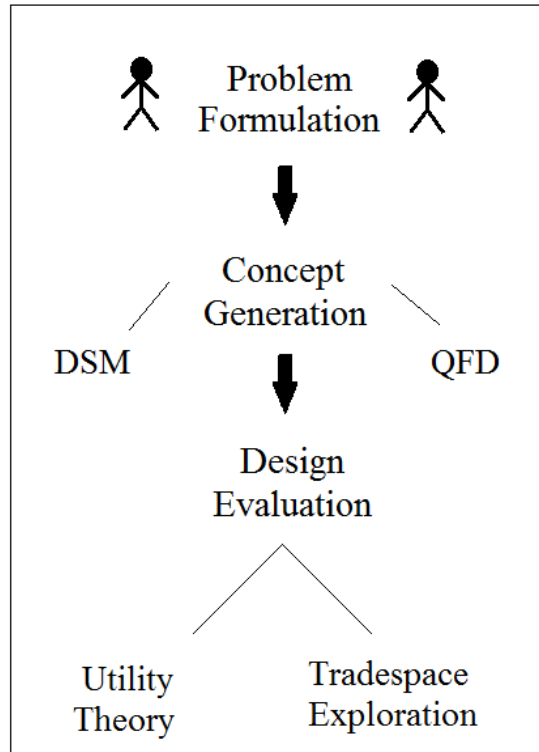 Problem
Formulation
Concept
Generation
DSM
QFD
Design
Evaluation
Utility
Theory
Tradespace
Exploration